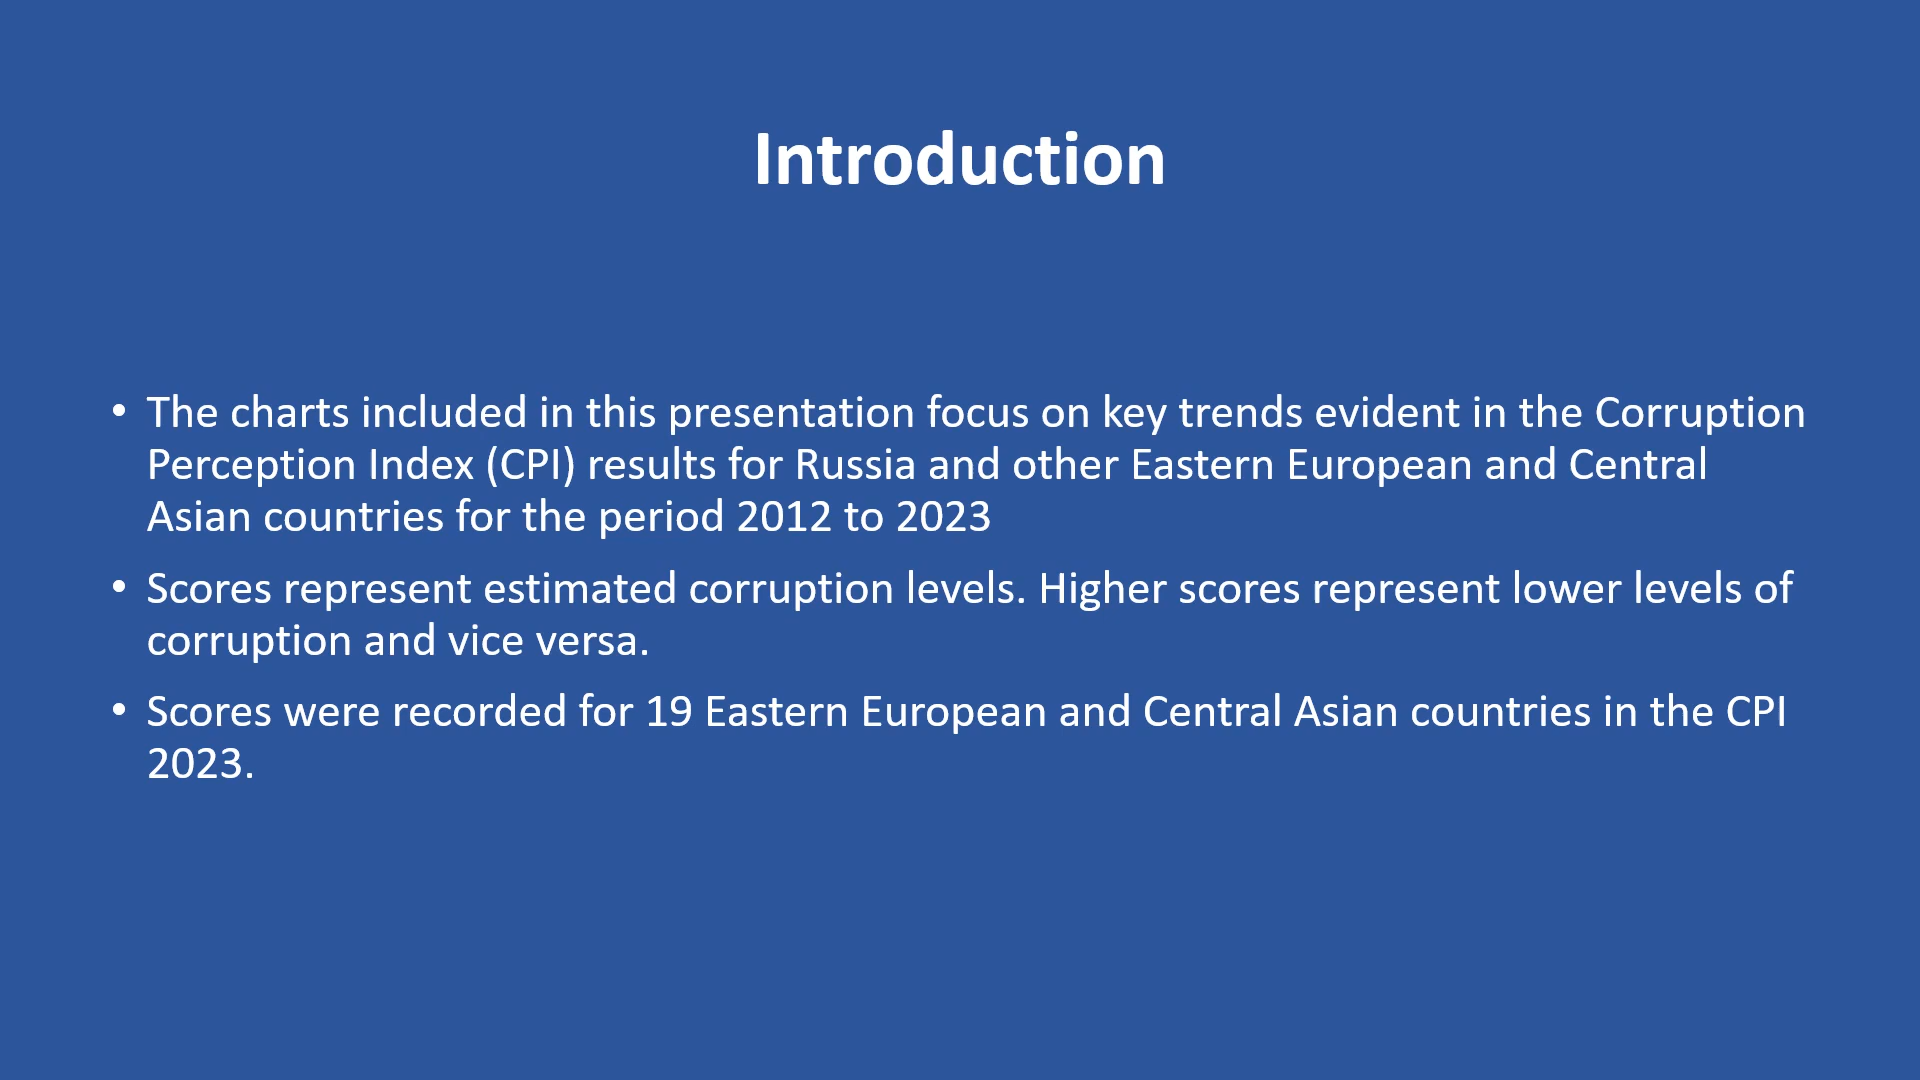 Introduction
• The charts included in this presentation focus on key trends evident in the Corruption
Perception Index (CPI) results for Russia and other Eastern European and Central
Asian countries for the period 2012 to 2023
• Scores represent estimated corruption levels. Higher scores represent lower levels of
corruption and vice versa.
• Scores were recorded for 19 Eastern European and Central Asian countries in the CPI
2023.